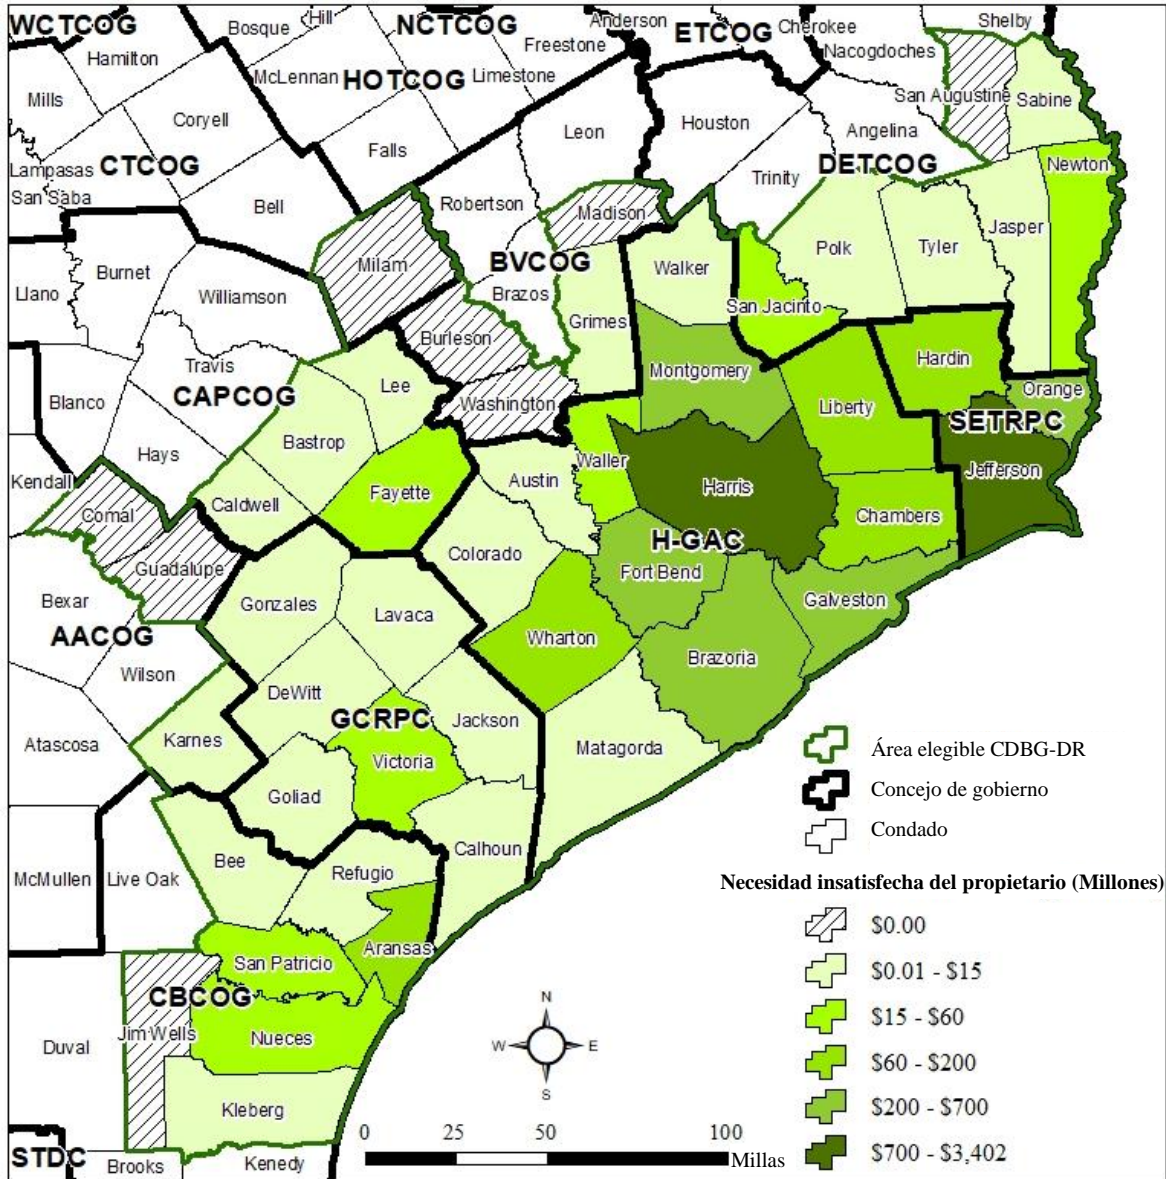 WCTCOG
Bosque
Hill
NCTCOG
Anderson
ETCOG
Cherokee
Shelby
Hamilton
Freestone
Nacogdoches
McLennan
HOTCOG
Limestone
Mills
San Augustine
Sabine
Coryell
Leon
Houston
Angelina
Lampasas
CTCOG
Falls
DETCOG
Newton
San Saba
Bell
Robertson
Madison
Trinity
Milam
BVCOG
Walker
Polk
Tyler
Jasper
Burnet
Llano
Williamson
Brazos
San Jacinto
Grimes
Burleson
Travis
Montgomery
Hardin
Orange
Blanco
CAPCOG
Lee
Washington
Liberty
SETRPC
Hays
Bastrop
Waller
Jefferson
Kendall
Fayette
Austin
Harris
Caldwell
Chambers
Comal
H-GAC
Colorado
Guadalupe
Fort Bend
Bexar
Gonzales
Lavaca
Galveston
AACOG
Wharton
Wilson
Brazoria
DeWitt
Jackson
Atascosa
Karnes
GCRPC
Matagorda
Victoria
Goliad
Calhoun
Bee
McMullen
Live Oak
Refugio
Aransas
San Patricio
CBCOG
Jim Wells
Duval
Nueces
Kleberg
STDC
Brooks
Kenedy
Área elegible CDBG-DR
Concejo de gobierno
Condado
Necesidad insatisfecha del propietario (Millones)
$0.00
$0.01 - $15
$15 - $60
$60 - $200
$200 - $700
$700 - $3,402
N
W
E
S
0
25
50
100
Millas